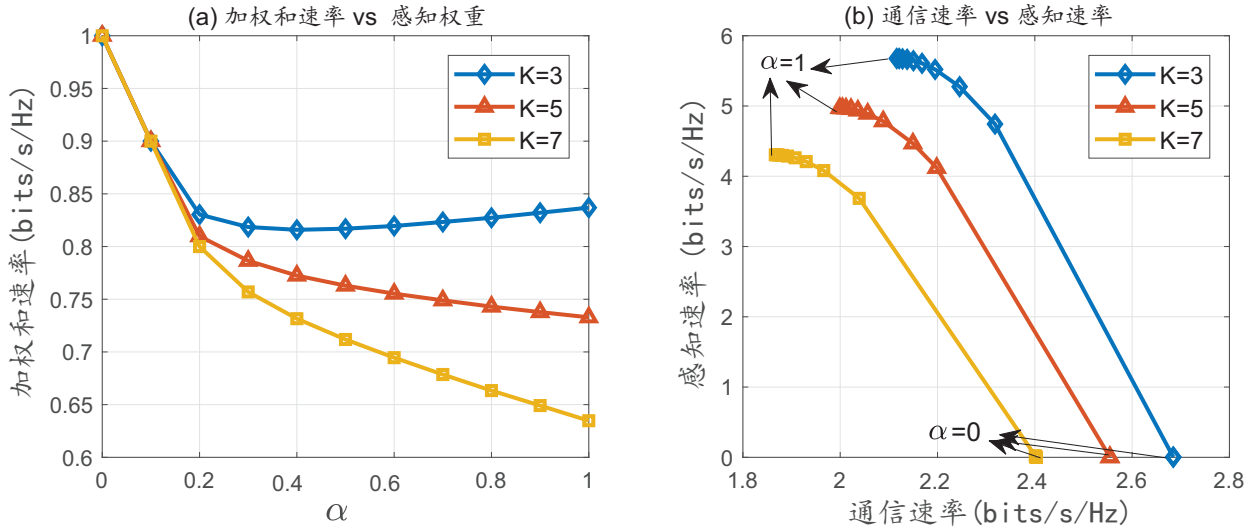 (a) 加权和速率 vs 感知权重
1
0.95
0.9
0.85
0.8
0.75
0.7
0.65
0.6
加权和速率(bits/s/Hz)
0
0.2
0.4
0.6
0.8
1
α
K=3
K=5
K=7
(b) 通信速率 vs 感知速率
6
5
4
3
2
1
0
感知速率(bits/s/Hz)
1.8
2
2.2
2.4
2.6
2.8
通信速率(bits/s/Hz)
α=1
α=0
K=3
K=5
K=7